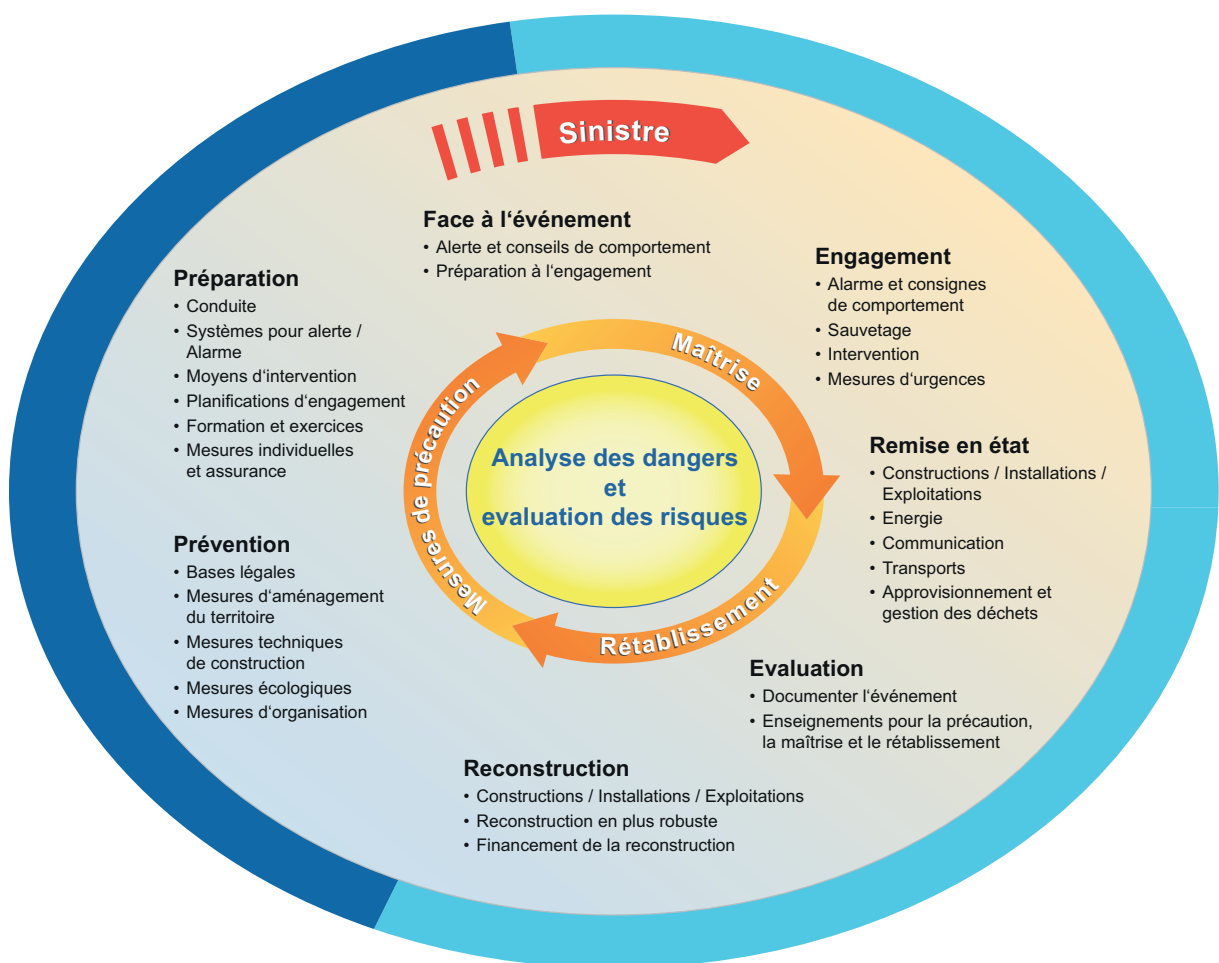 Sinistre
Face à l‘événement
• Alerte et conseils de comportement
• Préparation à l‘engagement
Engagement
• Alarme et consignes
de comportement
• Sauvetage
• Intervention
• Mesures d‘urgences
Préparation
• Conduite
• Systèmes pour alerte /
Alarme
• Moyens d‘intervention
• Planifications d‘engagement
• Formation et exercices
• Mesures individuelles
et assurance
Maîtrise
Mesures de précaution
Rétablissement
Analyse des dangers
et
evaluation des risques
Remise en état
• Constructions / Installations /
Exploitations
• Energie
• Communication
• Transports
• Approvisionnement et
gestion des déchets
Prévention
• Bases légales
• Mesures d‘aménagement
du territoire
• Mesures techniques
de construction
• Mesures écologiques
• Mesures d‘organisation
Evaluation
• Documenter l‘événement
• Enseignements pour la précaution,
la maîtrise et le rétablissement
Reconstruction
• Constructions / Installations / Exploitations
• Reconstruction en plus robuste
• Financement de la reconstruction